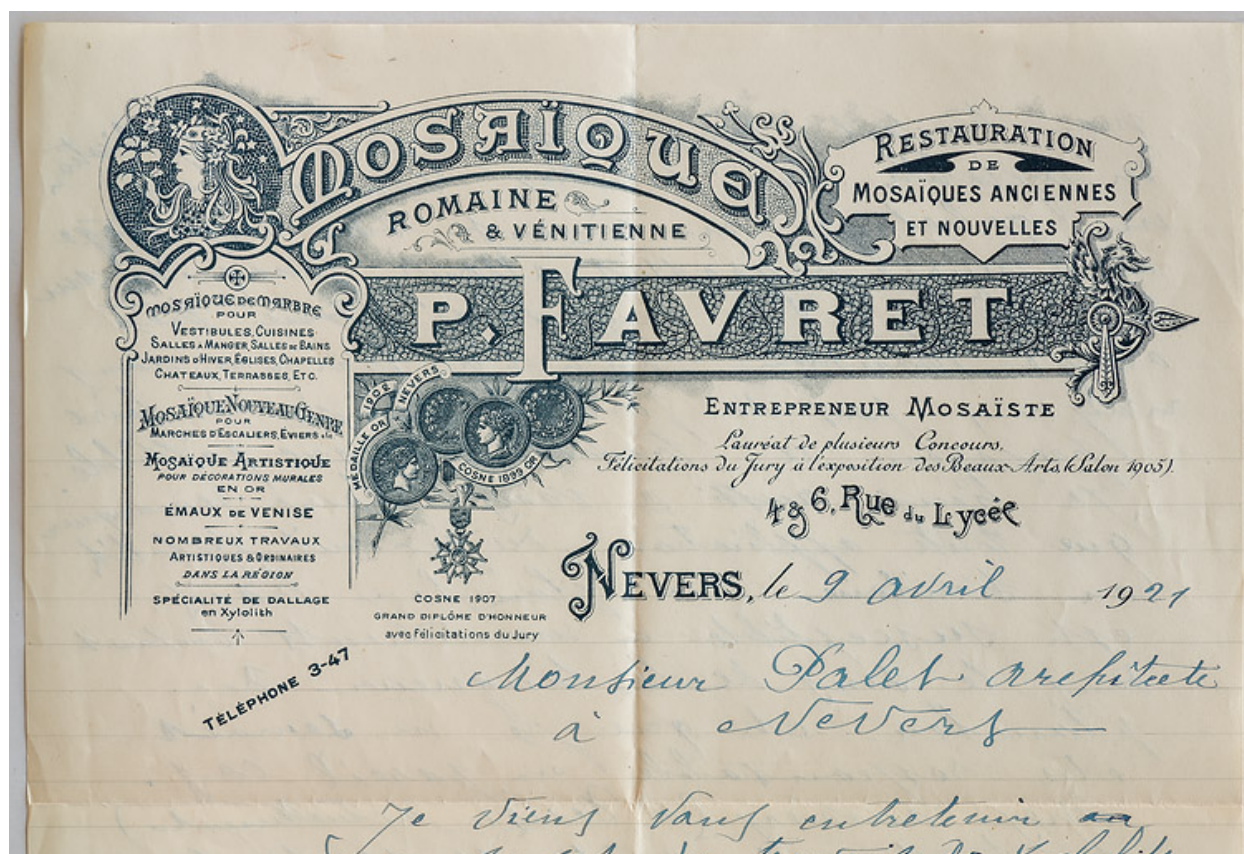 MOSAÏQUE
ROMAINE
& VÉNITIENNE
RESTAURATION
DE
MOSAÏQUES ANCIENNES
ET NOUVELLES
P. FAVRET
MOSAÏQUE DE MARBRE
POUR
VESTIBULES, CUISINES
SALLES À MANGER, SALLES DE BAINS
JARDINS D'HIVER, ÉGLISES, CHAPELLES
CHATEAUX, TERRASSES, ETC.
MOSAÏQUE NOUVEAU GENRE
POUR
MARCHES D'ESCALIERS, ÉVIERS
MOSAÏQUE ARTISTIQUE
POUR DÉCORATIONS MURALES
EN OR
ÉMAUX DE VENISE
NOMBREUX TRAVAUX
ARTISTIQUES & ORDINAIRES
DANS LA RÉGION
SPÉCIALITÉ DE DALLAGE
en Xylolith
TÉLÉPHONE 3-47
MÉDAILLE OR 1902 NEVERS
COSNE 1899 OR
COSNE 1907
GRAND DIPLÔME D'HONNEUR
avec félicitations du Jury
ENTREPRENEUR MOSAÏSTE
Lauréat de plusieurs Concours,
Félicitations du Jury à l'exposition des Beaux-Arts, (Salon 1905).
4 & 6, Rue du Lycée
NEVERS, le 9 avril 1921
Monsieur Palet architecte
à Nevers
Je viens vous entretenir au